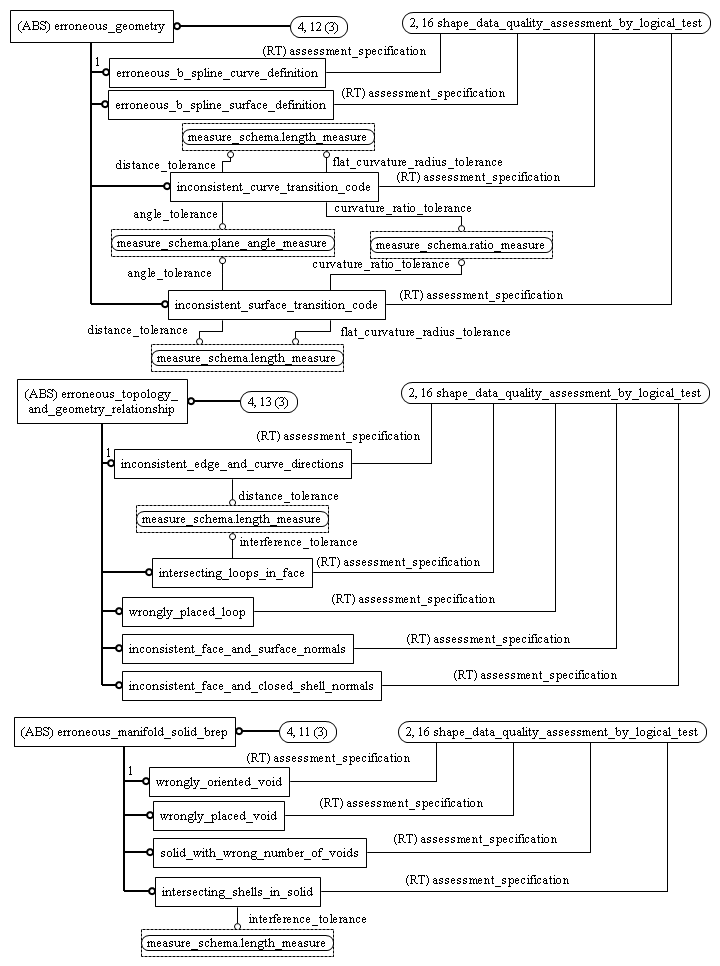 (ABS) erroneous_geometry
4, 12 (3)
2, 16 shape_data_quality_assessment_by_logical_test
(RT) assessment_specification
1
erroneous_b_spline_curve_definition
(RT) assessment_specification
erroneous_b_spline_surface_definition
measure_schema.length_measure
distance_tolerance
flat_curvature_radius_tolerance
(RT) assessment_specification
inconsistent_curve_transition_code
angle_tolerance
curvature_ratio_tolerance
measure_schema.plane_angle_measure
measure_schema.ratio_measure
angle_tolerance
curvature_ratio_tolerance
(RT) assessment_specification
inconsistent_surface_transition_code
distance_tolerance
flat_curvature_radius_tolerance
measure_schema.length_measure
(ABS) erroneous_topology_
and_geometry_relationship
4, 13 (3)
2, 16 shape_data_quality_assessment_by_logical_test
(RT) assessment_specification
1
inconsistent_edge_and_curve_directions
distance_tolerance
measure_schema.length_measure
interference_tolerance
(RT) assessment_specification
intersecting_loops_in_face
(RT) assessment_specification
wrongly_placed_loop
(RT) assessment_specification
inconsistent_face_and_surface_normals
(RT) assessment_specification
inconsistent_face_and_closed_shell_normals
(ABS) erroneous_manifold_solid_brep
4, 11 (3)
2, 16 shape_data_quality_assessment_by_logical_test
(RT) assessment_specification
1
wrongly_oriented_void
(RT) assessment_specification
wrongly_placed_void
(RT) assessment_specification
solid_with_wrong_number_of_voids
(RT) assessment_specification
intersecting_shells_in_solid
interference_tolerance
measure_schema.length_measure